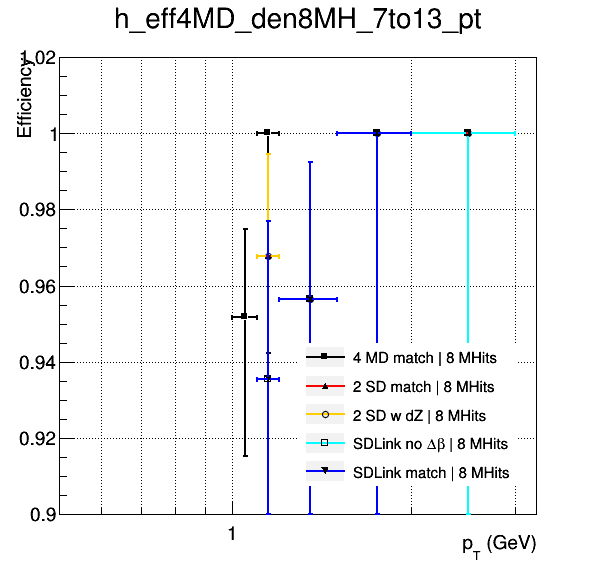 h_eff4MD_den8MH_7to13_pt
Efficiency
1.02
1
0.98
0.96
0.94
0.92
0.9
4 MD match | 8 MHits
2 SD match | 8 MHits
2 SD w dZ | 8 MHits
SDLink no Δβ | 8 MHits
SDLink match | 8 MHits
1
p_T (GeV)